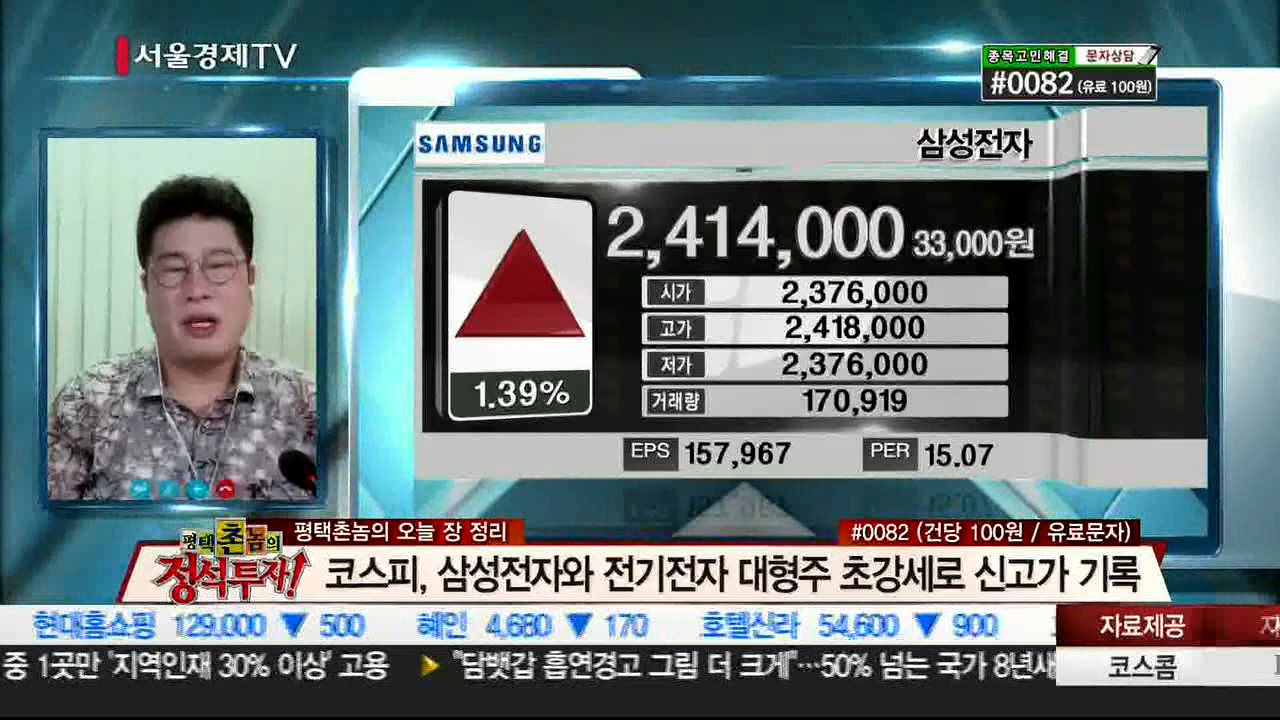 서울경제TV
종목고민해결 문자상담
#0082 (유료 100원)
SAMSUNG 삼성전자
2,414,000 33,000원
1.39%
시가 2,376,000
고가 2,418,000
저가 2,376,000
거래량 170,919
EPS 157,967 PER 15.07
평택촌놈의 정석투자!
평택촌놈의 오늘 장 정리
#0082 (건당 100원 / 유료문자)
코스피, 삼성전자와 전기전자 대형주 초강세로 신고가 기록
현대홈쇼핑 129,000 ▼ 500 혜인 4,680 ▼ 170 호텔신라 54,600 ▼ 900
자료제공
중 1곳만 '지역인재 30% 이상' 고용 ▶ "담뱃갑 흡연경고 그림 더 크게"…50% 넘는 국가 8년새
코스콤